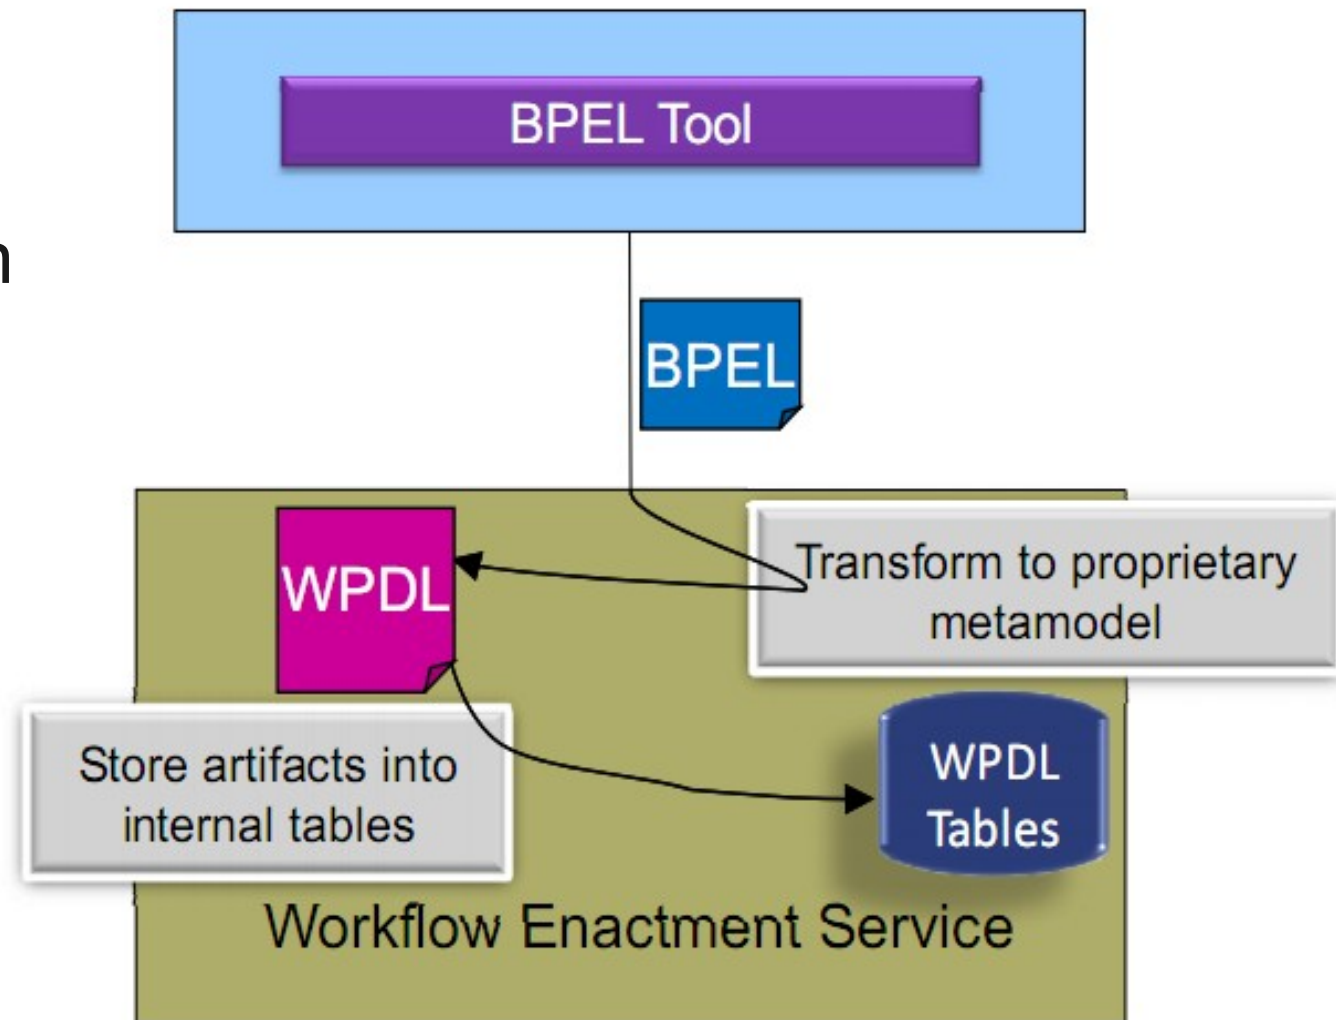 BPEL Tool
n
BPEL
WPDL
Transform to proprietary
metamodel
Store artifacts into
internal tables
WPDL
Tables
Workflow Enactment Service